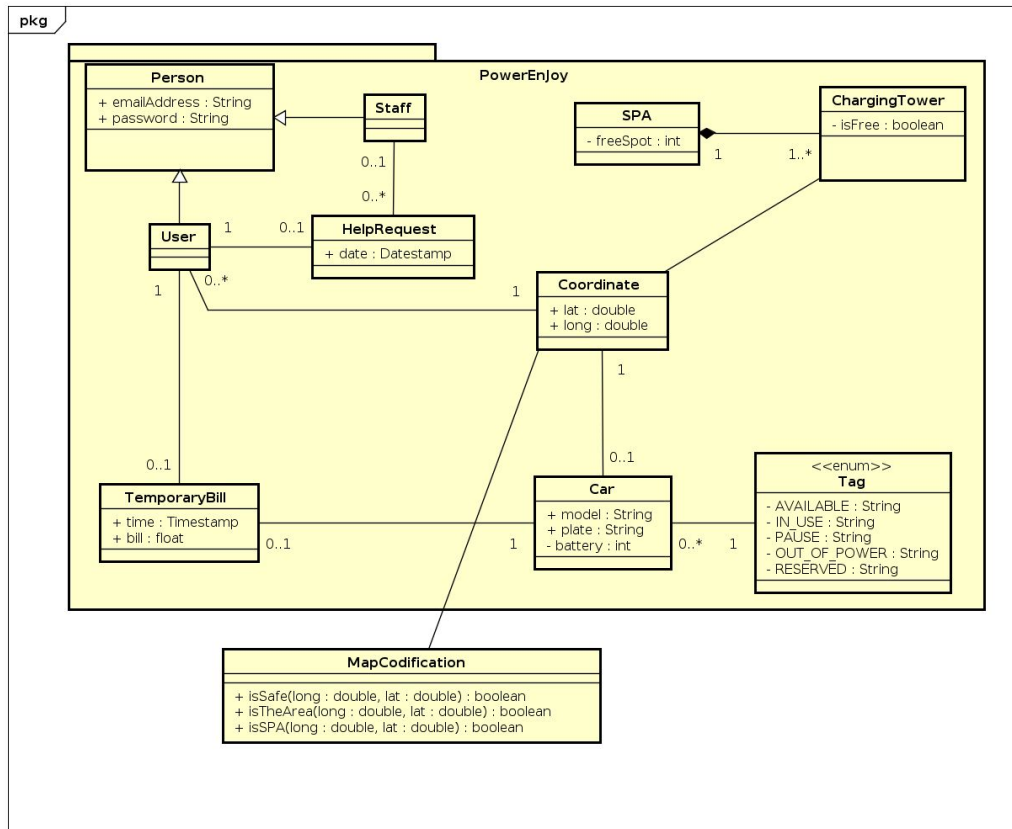 pkg
PowerEnJoy
Person
+ emailAddress : String
+ password : String
Staff
SPA
- freeSpot : int
1
1..*
ChargingTower
- isFree : boolean
0..1
0..*
User
1
0..1
HelpRequest
+ date : Datestamp
1
0..*
1
Coordinate
+ lat : double
+ long : double
1
0..1
0..1
TemporaryBill
+ time : Timestamp
+ bill : float
0..1
1
Car
+ model : String
+ plate : String
- battery : int
0..*
1
<<enum>>
Tag
- AVAILABLE : String
- IN_USE : String
- PAUSE : String
- OUT_OF_POWER : String
- RESERVED : String
MapCodification
+ isSafe(long : double, lat : double) : boolean
+ isTheArea(long : double, lat : double) : boolean
+ isSPA(long : double, lat : double) : boolean